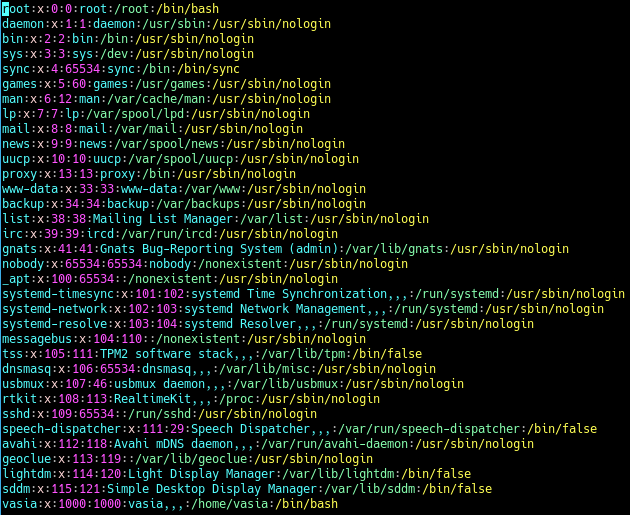 root:x:0:0:root:/root:/bin/bash
daemon:x:1:1:daemon:/usr/sbin:/usr/sbin/nologin
bin:x:2:2:bin:/bin:/usr/sbin/nologin
sys:x:3:3:sys:/dev:/usr/sbin/nologin
sync:x:4:65534:sync:/bin:/bin/sync
games:x:5:60:games:/usr/games:/usr/sbin/nologin
man:x:6:12:man:/var/cache/man:/usr/sbin/nologin
lp:x:7:7:lp:/var/spool/lpd:/usr/sbin/nologin
mail:x:8:8:mail:/var/mail:/usr/sbin/nologin
news:x:9:9:news:/var/spool/news:/usr/sbin/nologin
uucp:x:10:10:uucp:/var/spool/uucp:/usr/sbin/nologin
proxy:x:13:13:proxy:/bin:/usr/sbin/nologin
www-data:x:33:33:www-data:/var/www:/usr/sbin/nologin
backup:x:34:34:backup:/var/backups:/usr/sbin/nologin
list:x:38:38:Mailing List Manager:/var/list:/usr/sbin/nologin
irc:x:39:39:ircd:/var/run/ircd:/usr/sbin/nologin
gnats:x:41:41:Gnats Bug-Reporting System (admin):/var/lib/gnats:/usr/sbin/nologin
nobody:x:65534:65534:nobody:/nonexistent:/usr/sbin/nologin
_apt:x:100:65534::/nonexistent:/usr/sbin/nologin
systemd-timesync:x:101:102:systemd Time Synchronization,,,:/run/systemd:/usr/sbin/nologin
systemd-network:x:102:103:systemd Network Management,,,:/run/systemd:/usr/sbin/nologin
systemd-resolve:x:103:104:systemd Resolver,,,:/run/systemd:/usr/sbin/nologin
messagebus:x:104:110::/nonexistent:/usr/sbin/nologin
tss:x:105:111:TPM2 software stack,,,:/var/lib/tpm:/bin/false
dnsmasq:x:106:65534:dnsmasq,,,:/var/lib/misc:/usr/sbin/nologin
usbmux:x:107:46:usbmux daemon,,,:/var/lib/usbmux:/usr/sbin/nologin
rtkit:x:108:113:RealtimeKit,,,:/proc:/usr/sbin/nologin
sshd:x:109:65534::/run/sshd:/usr/sbin/nologin
speech-dispatcher:x:111:29:Speech Dispatcher,,,:/var/run/speech-dispatcher:/bin/false
avahi:x:112:118:Avahi mDNS daemon,,,:/var/run/avahi-daemon:/usr/sbin/nologin
geoclue:x:113:119::/var/lib/geoclue:/usr/sbin/nologin
lightdm:x:114:120:Light Display Manager:/var/lib/lightdm:/bin/false
sddm:x:115:121:Simple Desktop Display Manager:/var/lib/sddm:/bin/false
vasia:x:1000:1000:vasia,,,:/home/vasia:/bin/bash